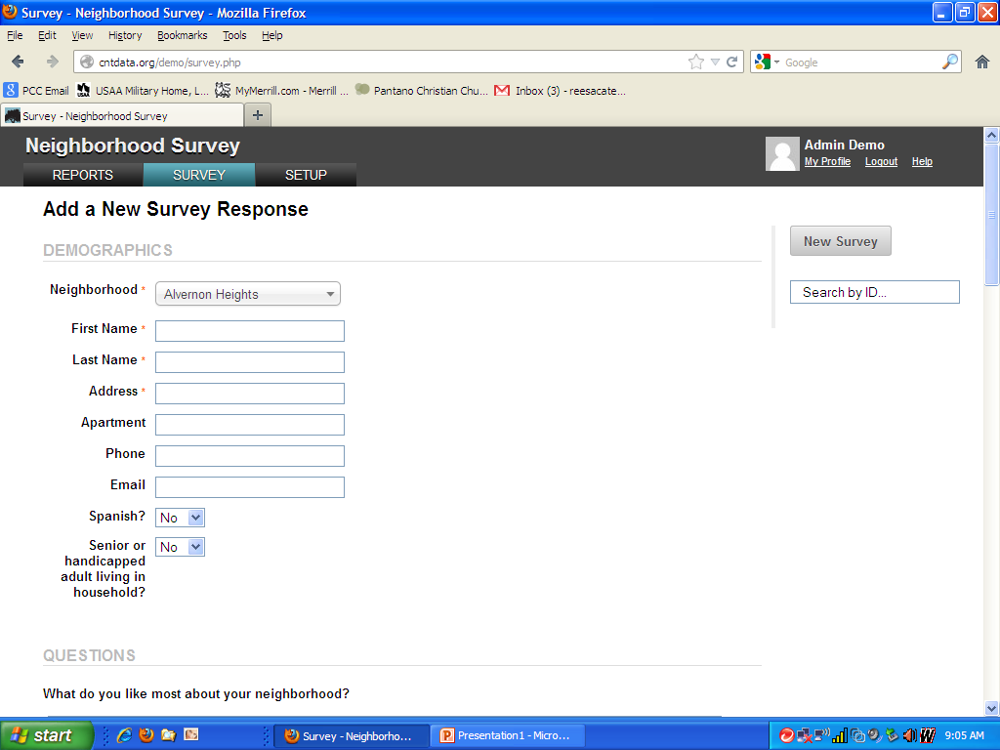 Survey - Neighborhood Survey - Mozilla Firefox
File Edit View History Bookmarks Tools Help
cntdata.org/demo/survey.php Google
PCC Email USAA Military Home, L... MyMerrill.com - Merrill ... Pantano Christian Chu... Inbox (3) - reesacate...
Survey - Neighborhood Survey +
Neighborhood Survey
Admin Demo
My Profile Logout Help
REPORTS SURVEY SETUP
Add a New Survey Response
New Survey
DEMOGRAPHICS
Neighborhood * Alvernon Heights
Search by ID...
First Name *
Last Name *
Address *
Apartment
Phone
Email
Spanish? No
Senior or No
handicapped
adult living in
household?
QUESTIONS
What do you like most about your neighborhood?
start Survey - Neighborho... Presentation1 - Micro... 9:05 AM